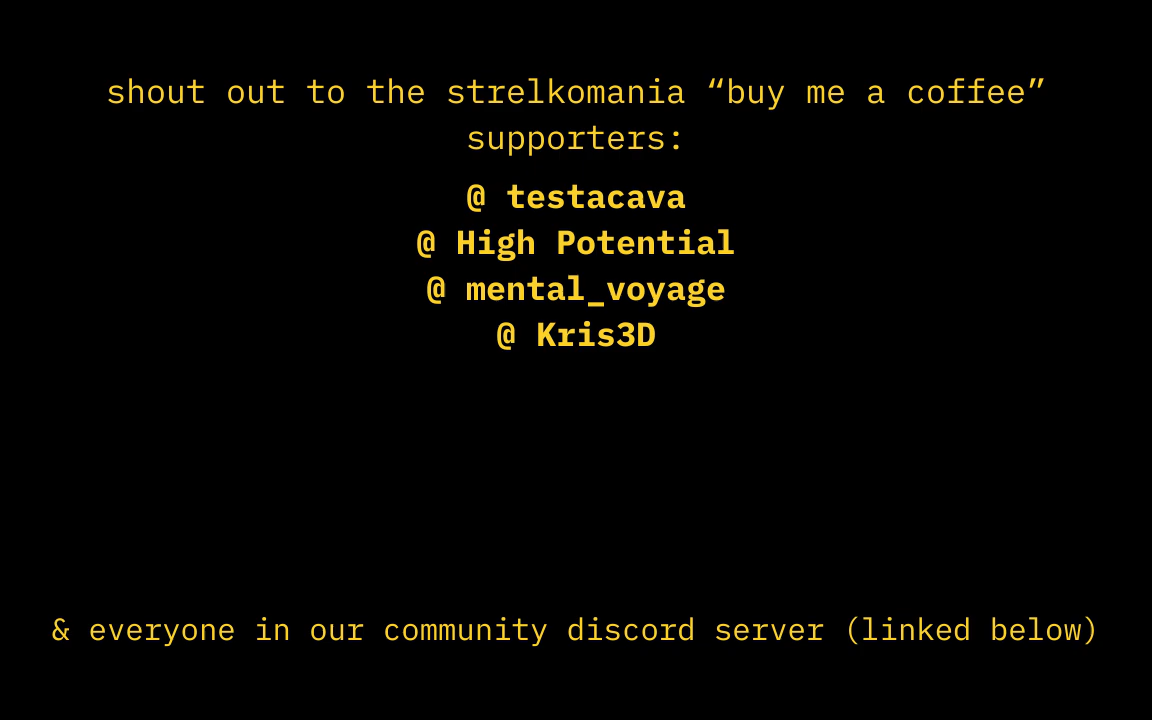 shout out to the strelkomania “buy me a coffee”
supporters:
@ testacava
@ High Potential
@ mental_voyage
@ Kris3D
& everyone in our community discord server (linked below)